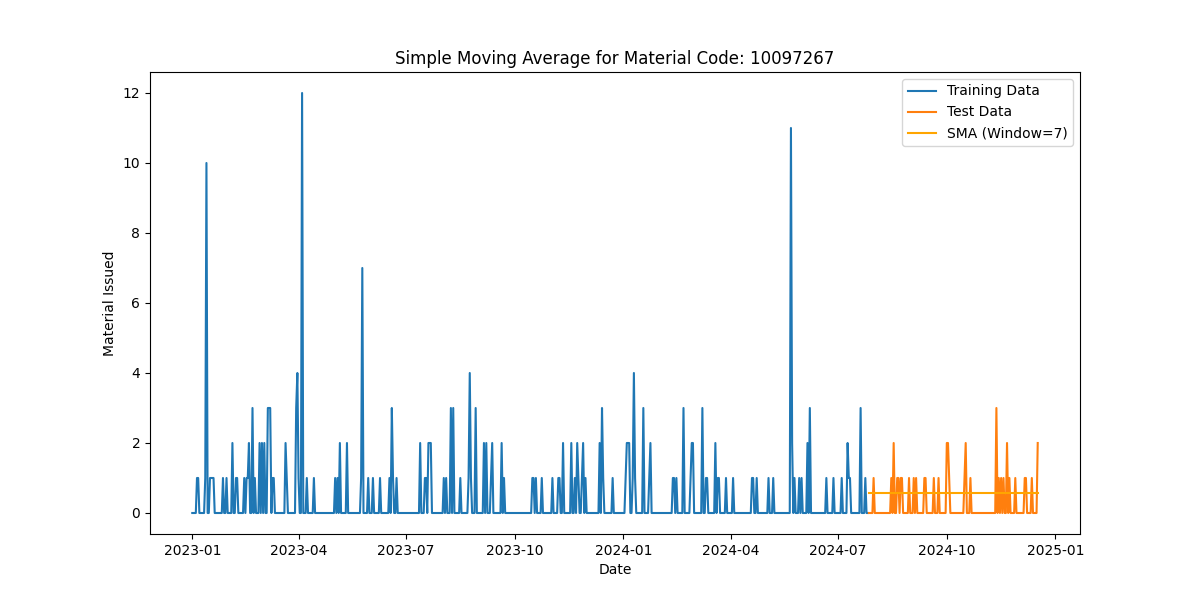 Simple Moving Average for Material Code: 10097267
Training Data
Test Data
SMA (Window=7)
Material Issued
12
10
8
6
4
2
0
2023-01
2023-04
2023-07
2023-10
2024-01
2024-04
2024-07
2024-10
2025-01
Date